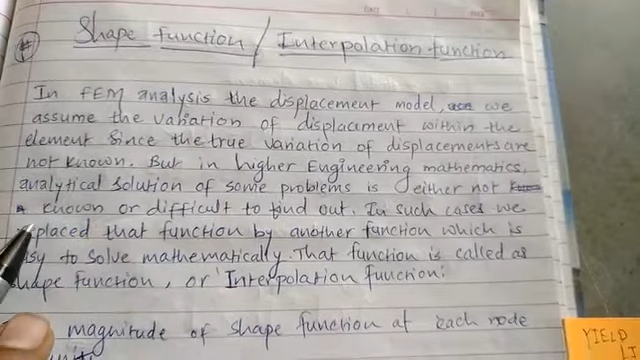 # Shape function / Interpolation function
In FEM analysis the displacement model, we
assume the variation of displacement within the
element since the true variation of displacements are
not known. But in higher Engineering mathematics,
analytical solution of some problems is either not
known or difficult to find out. In such cases we
placed that function by another function which is
sy to solve mathematically. That function is called as
shape function, or Interpolation function.
magnitude of shape function at each node
unit.
YIELD